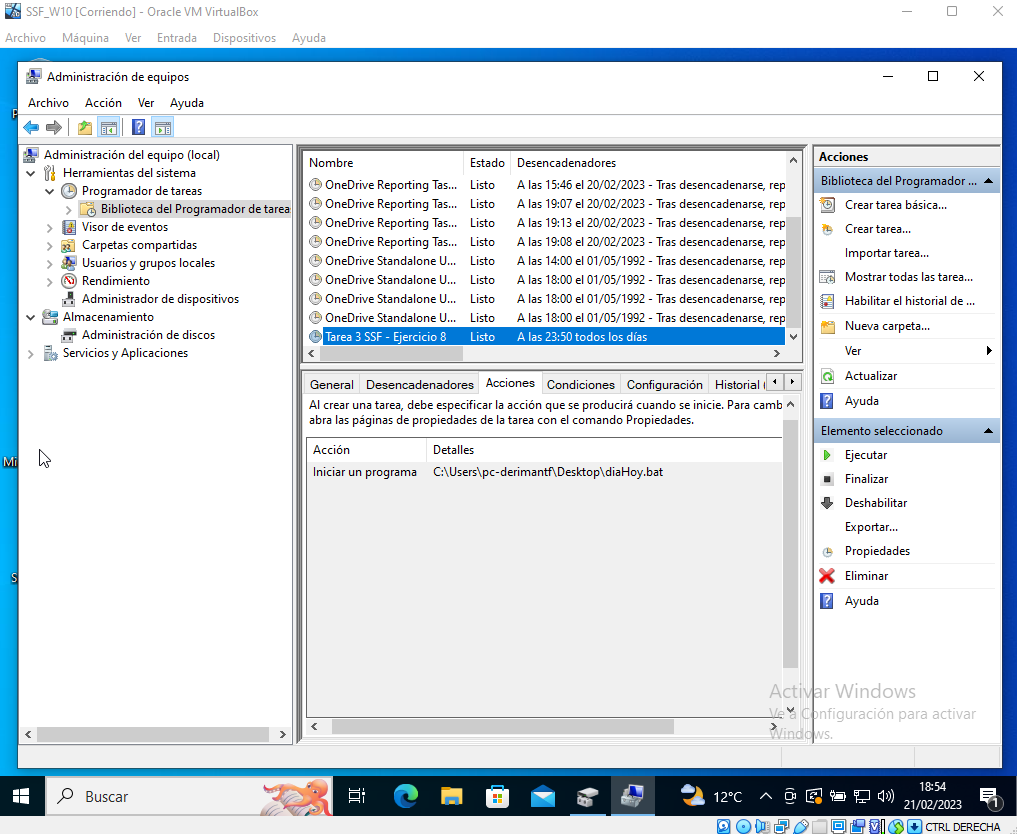 SSF_W10 [Corriendo] - Oracle VM VirtualBox
Archivo Máquina Ver Entrada Dispositivos Ayuda
Administración de equipos
Archivo Acción Ver Ayuda
Administración del equipo (local)
Herramientas del sistema
Programador de tareas
Biblioteca del Programador de tarea
Visor de eventos
Carpetas compartidas
Usuarios y grupos locales
Rendimiento
Administrador de dispositivos
Almacenamiento
Administración de discos
Servicios y Aplicaciones
Nombre Estado Desencadenadores
OneDrive Reporting Tas... Listo A las 15:46 el 20/02/2023 - Tras desencadenarse, rep
OneDrive Reporting Tas... Listo A las 19:07 el 20/02/2023 - Tras desencadenarse, rep
OneDrive Reporting Tas... Listo A las 19:13 el 20/02/2023 - Tras desencadenarse, rep
OneDrive Reporting Tas... Listo A las 19:08 el 20/02/2023 - Tras desencadenarse, rep
OneDrive Standalone U... Listo A las 14:00 el 01/05/1992 - Tras desencadenarse, rep
OneDrive Standalone U... Listo A las 18:00 el 01/05/1992 - Tras desencadenarse, rep
OneDrive Standalone U... Listo A las 18:00 el 01/05/1992 - Tras desencadenarse, rep
OneDrive Standalone U... Listo A las 18:00 el 01/05/1992 - Tras desencadenarse, rep
Tarea 3 SSF - Ejercicio 8 Listo A las 23:50 todos los días
General Desencadenadores Acciones Condiciones Configuración Historial (
Al crear una tarea, debe especificar la acción que se producirá cuando se inicie. Para camb
abra las páginas de propiedades de la tarea con el comando Propiedades.
Acción Detalles
Iniciar un programa C:\Users\pc-derimantf\Desktop\diaHoy.bat
Acciones
Biblioteca del Programador ...
Crear tarea básica...
Crear tarea...
Importar tarea...
Mostrar todas las tarea...
Habilitar el historial de ...
Nueva carpeta...
Ver
Actualizar
Ayuda
Elemento seleccionado
Ejecutar
Finalizar
Deshabilitar
Exportar...
Propiedades
Eliminar
Ayuda
Activar Windows
Ve a Configuración para activar
Windows.
Mi
S
Buscar
12°C
18:54
21/02/2023
1
CTRL DERECHA